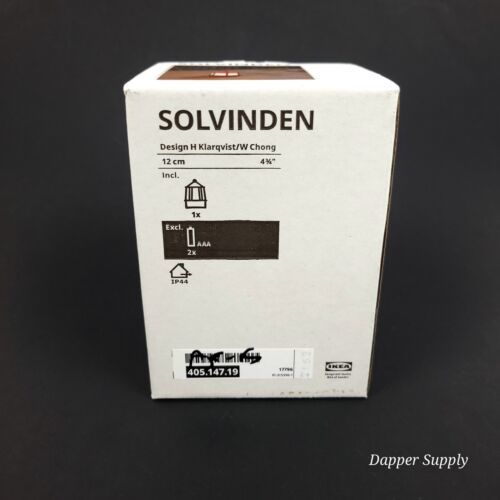 SOLVINDEN
Design H Klarqvist/W Chong
12 cm 4¾"
Incl.
1x
Excl.
AAA
2x
IP44
405.147.19
17796
IKEA
Dapper Supply